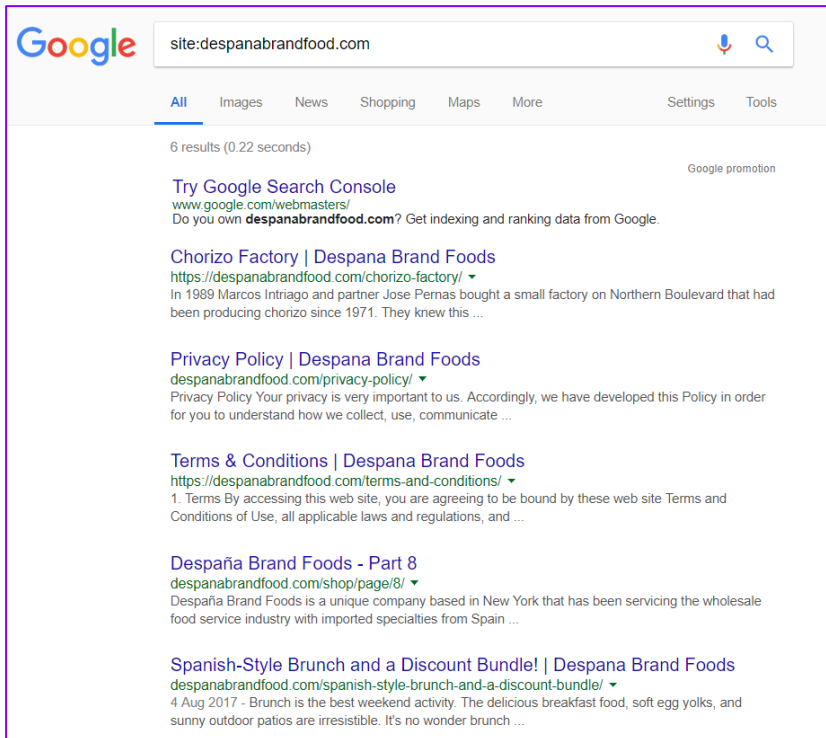 Google
site:despanabrandfood.com
All Images News Shopping Maps More Settings Tools
6 results (0.22 seconds)
Google promotion
Try Google Search Console
www.google.com/webmasters/
Do you own despanabrandfood.com? Get indexing and ranking data from Google.
Chorizo Factory | Despana Brand Foods
https://despanabrandfood.com/chorizo-factory/
In 1989 Marcos Intriago and partner Jose Pernas bought a small factory on Northern Boulevard that had
been producing chorizo since 1971. They knew this ...
Privacy Policy | Despana Brand Foods
despanabrandfood.com/privacy-policy/
Privacy Policy Your privacy is very important to us. Accordingly, we have developed this Policy in order
for you to understand how we collect, use, communicate ...
Terms & Conditions | Despana Brand Foods
https://despanabrandfood.com/terms-and-conditions/
1. Terms By accessing this web site, you are agreeing to be bound by these web site Terms and
Conditions of Use, all applicable laws and regulations, and ...
Despaña Brand Foods - Part 8
despanabrandfood.com/shop/page/8/
Despaña Brand Foods is a unique company based in New York that has been servicing the wholesale
food service industry with imported specialties from Spain ...
Spanish-Style Brunch and a Discount Bundle! | Despana Brand Foods
despanabrandfood.com/spanish-style-brunch-and-a-discount-bundle/
4 Aug 2017 - Brunch is the best weekend activity. The delicious breakfast food, soft egg yolks, and
sunny outdoor patios are irresistible. It's no wonder brunch ...